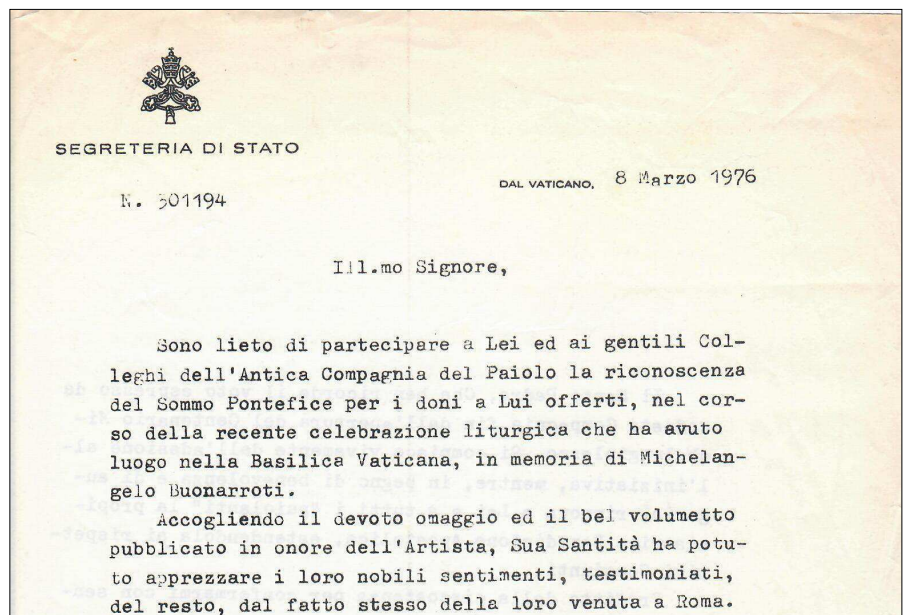 SEGRETERIA DI STATO
DAL VATICANO, 8 Marzo 1976
N. 301194
Ill.mo Signore,
Sono lieto di partecipare a Lei ed ai gentili Col-
leghi dell'Antica Compagnia del Paiolo la riconoscenza
del Sommo Pontefice per i doni a Lui offerti, nel cor-
so della recente celebrazione liturgica che ha avuto
luogo nella Basilica Vaticana, in memoria di Michelan-
gelo Buonarroti.
Accogliendo il devoto omaggio ed il bel volumetto
pubblicato in onore dell'Artista, Sua Santità ha potu-
to apprezzare i loro nobili sentimenti, testimoniati,
del resto, dal fatto stesso della loro venuta a Roma.